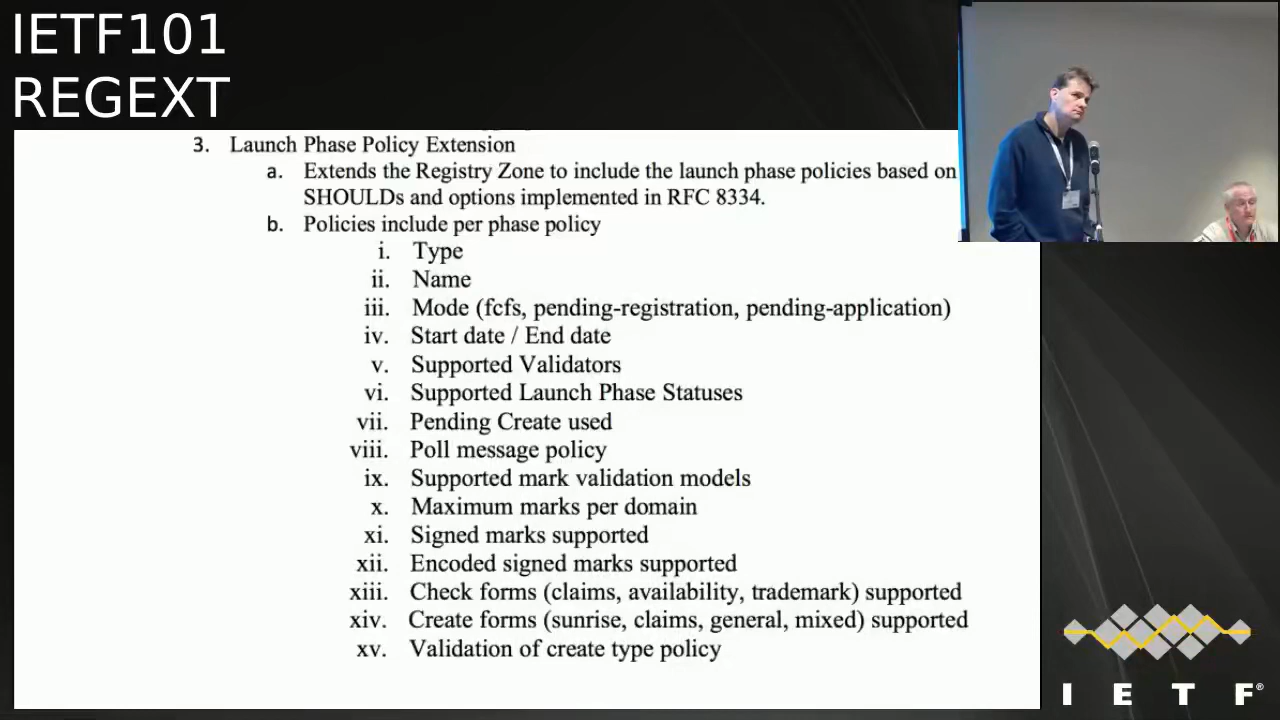 IETF101
REGEXT
3. Launch Phase Policy Extension
a. Extends the Registry Zone to include the launch phase policies based on
SHOULDs and options implemented in RFC 8334.
b. Policies include per phase policy
i. Type
ii. Name
iii. Mode (fcfs, pending-registration, pending-application)
iv. Start date / End date
v. Supported Validators
vi. Supported Launch Phase Statuses
vii. Pending Create used
viii. Poll message policy
ix. Supported mark validation models
x. Maximum marks per domain
xi. Signed marks supported
xii. Encoded signed marks supported
xiii. Check forms (claims, availability, trademark) supported
xiv. Create forms (sunrise, claims, general, mixed) supported
xv. Validation of create type policy
I E T F®